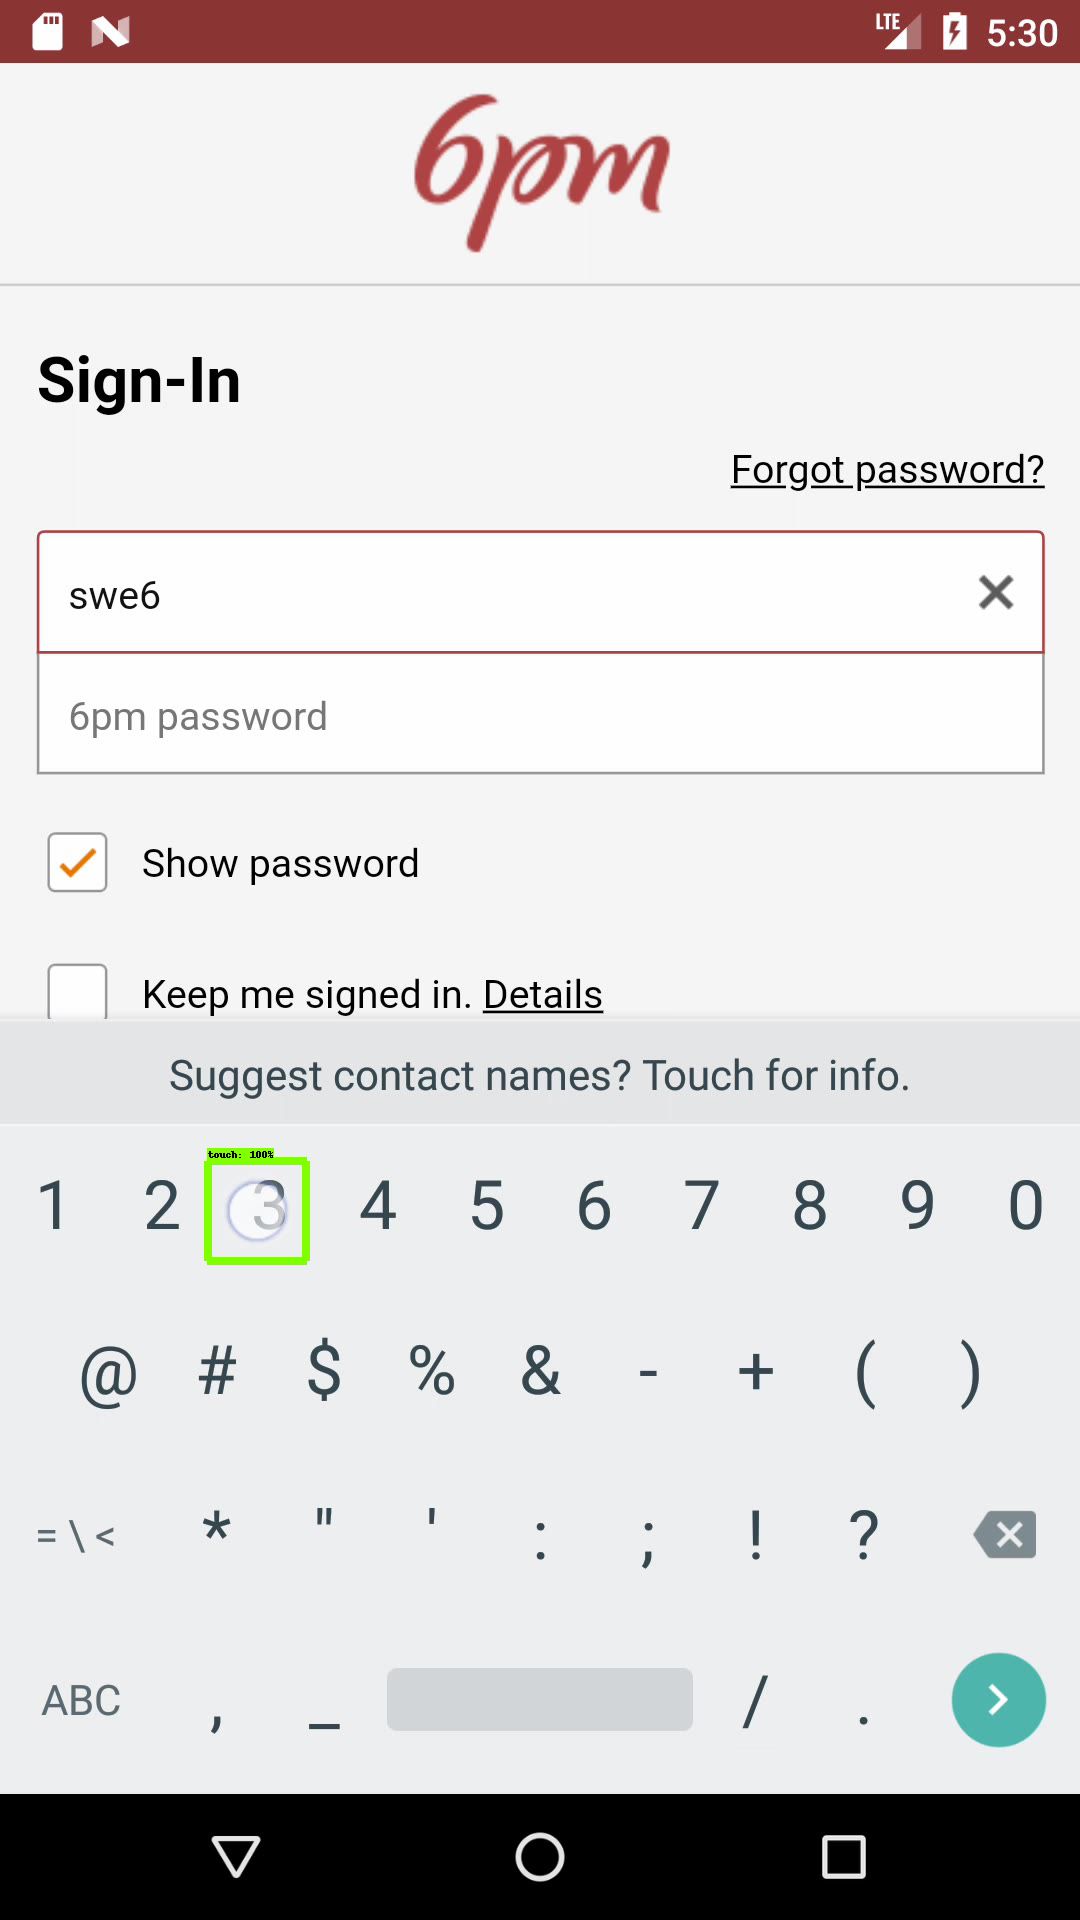 LTE 5:30
6pm
Sign-In
Forgot password?
swe6
6pm password
Show password
Keep me signed in. Details
Suggest contact names? Touch for info.
touch: 100%
1 2 3 4 5 6 7 8 9 0
@ # $ % & - + ( )
= \ < * " ' : ; ! ?
ABC , _ / .